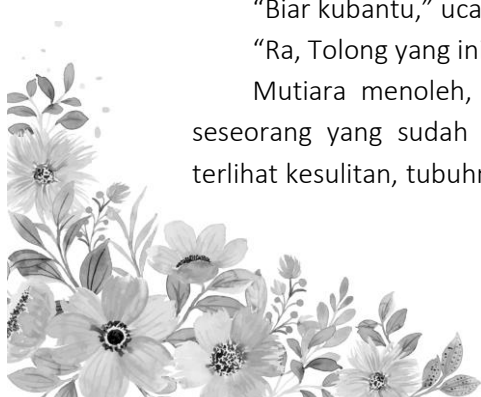 “Biar kubantu,” uca
“Ra, Tolong yang in
Mutiara menoleh,
seseorang yang sudah
terlihat kesulitan, tubuhn